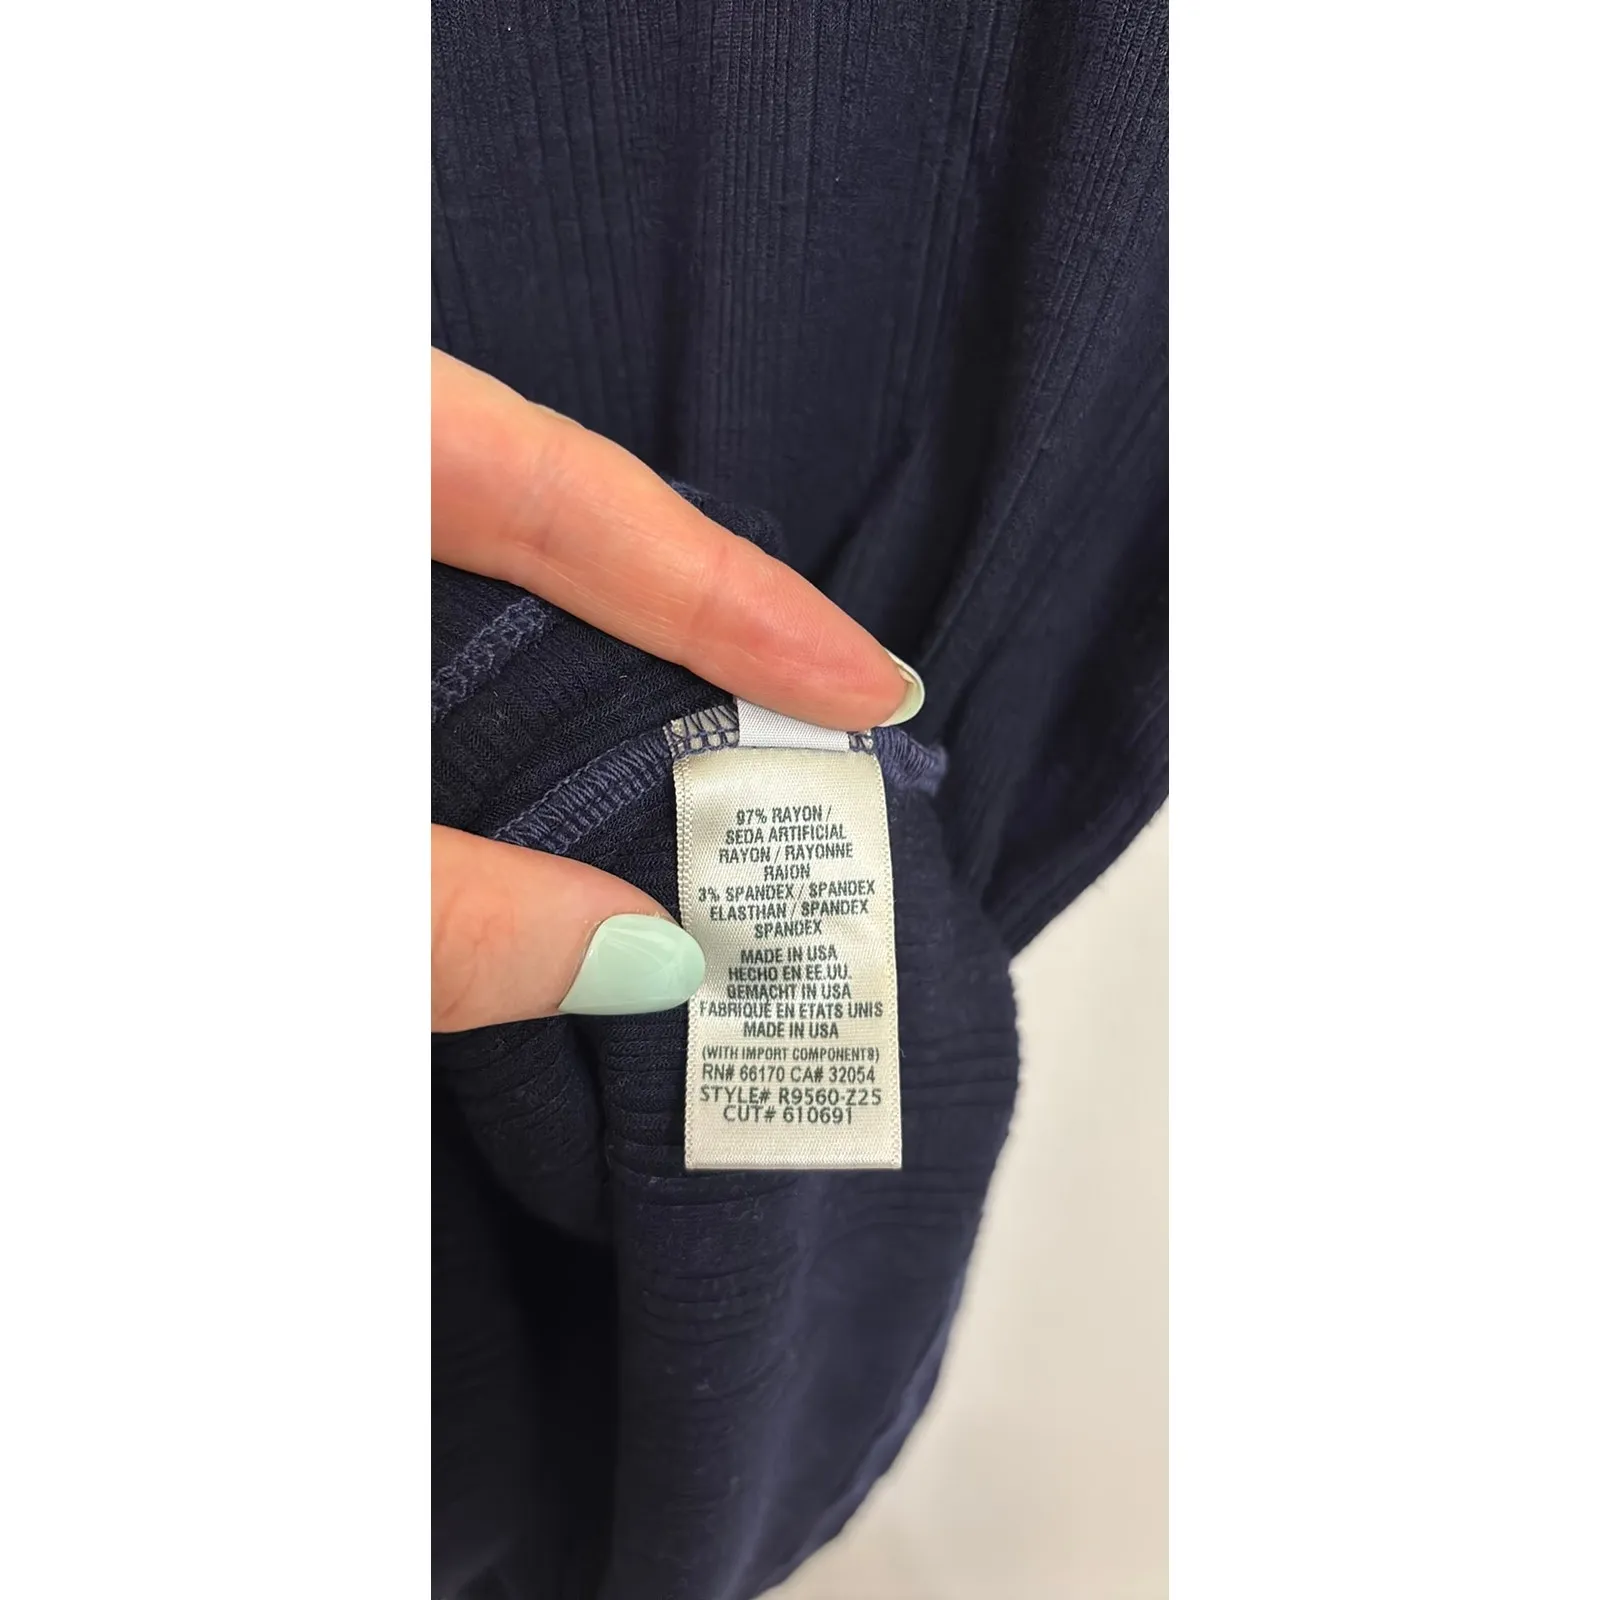 97% RAYON /
SEDA ARTIFICIAL
RAYON / RAYONNE
RAION
3% SPANDEX / SPANDEX
ELASTHAN / SPANDEX
SPANDEX
MADE IN USA
HECHO EN EE.UU.
GEMACHT IN USA
FABRIQUE EN ETATS UNIS
MADE IN USA
(WITH IMPORT COMPONENTS)
RN# 66170 CA# 32054
STYLE# R9560-Z25
CUT# 610691